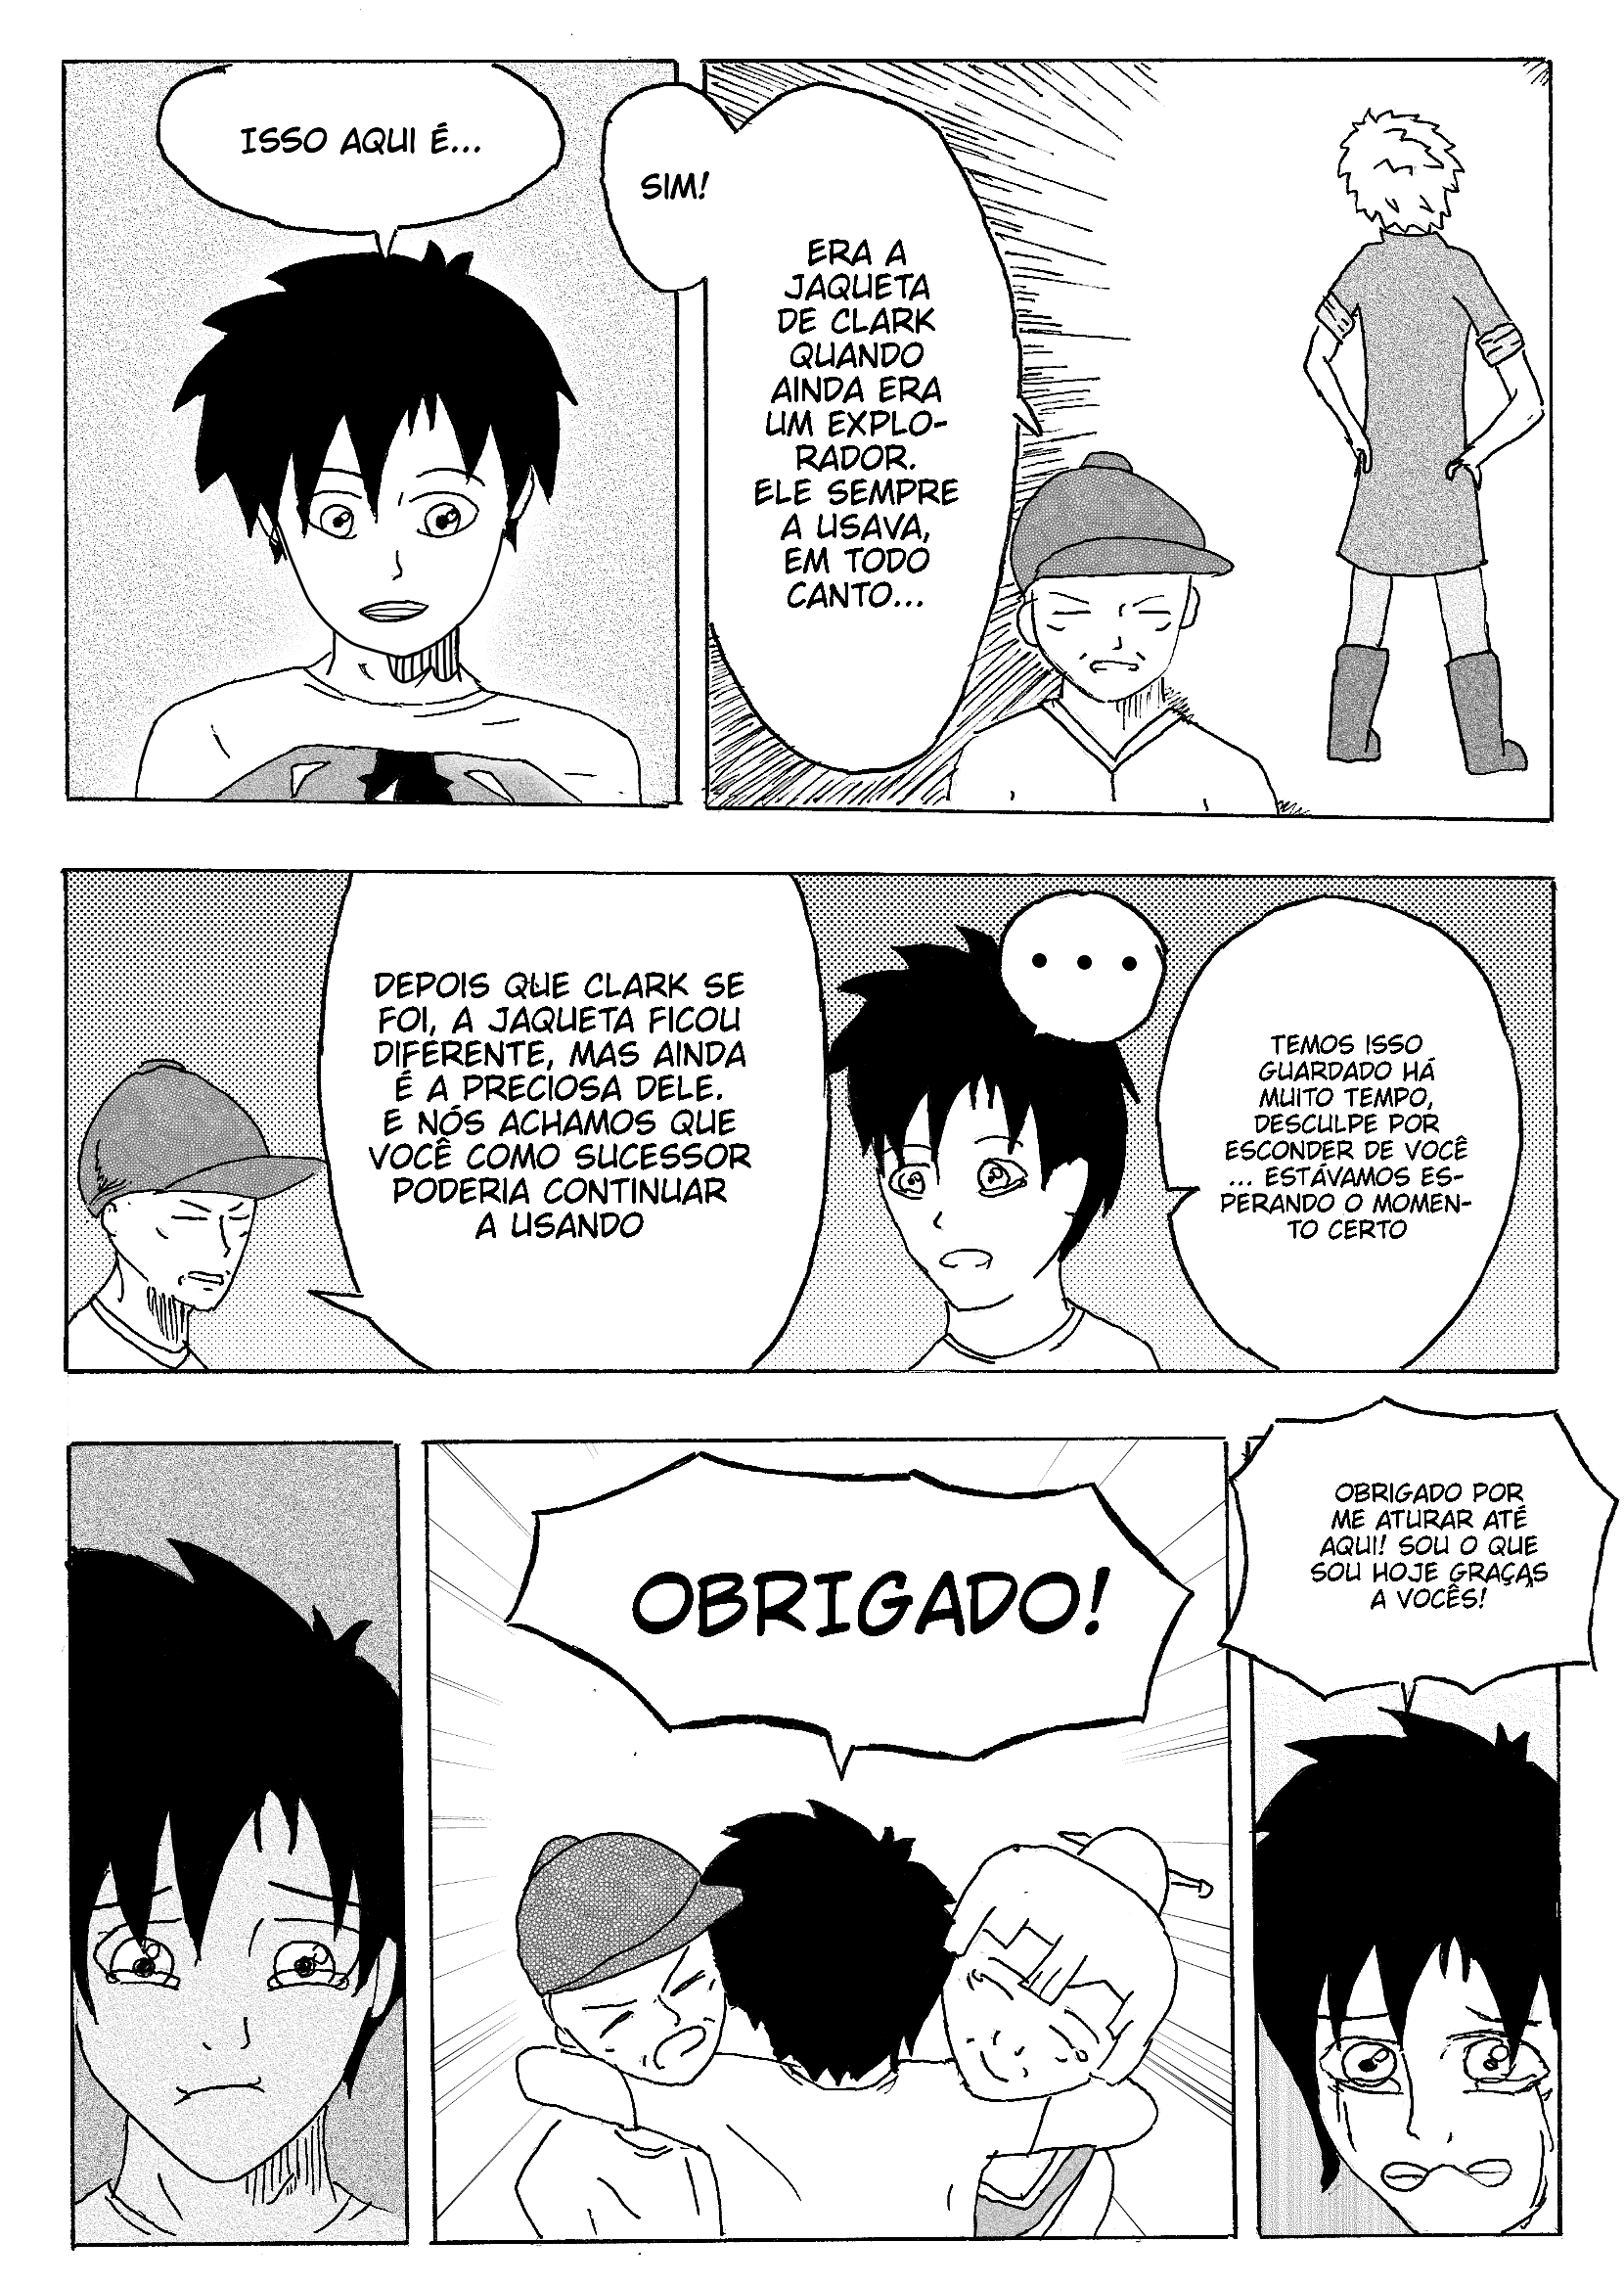 ISSO AQUI É...
SIM!
ERA A
JAQUETA
DE CLARK
QUANDO
AINDA ERA
UM EXPLO-
RADOR.
ELE SEMPRE
A USAVA,
EM TODO
CANTO...
DEPOIS QUE CLARK SE
FOI, A JAQUETA FICOU
DIFERENTE, MAS AINDA
É A PRECIOSA DELE.
E NÓS ACHAMOS QUE
VOCÊ COMO SUCESSOR
PODERIA CONTINUAR
A USANDO
...
TEMOS ISSO
GUARDADO HÁ
MUITO TEMPO,
DESCULPE POR
ESCONDER DE VOCÊ
... ESTÁVAMOS ES-
PERANDO O MOMEN-
TO CERTO
OBRIGADO!
OBRIGADO POR
ME ATURAR ATÉ
AQUI! SOU O QUE
SOU HOJE GRAÇAS
A VOCÊS!